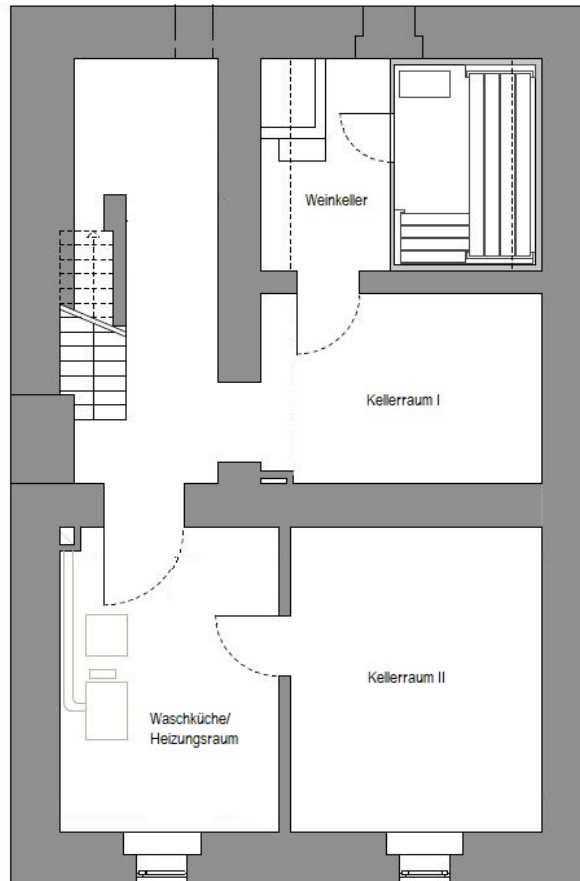 Weinkeller
Kellerraum I
Kellerraum II
Waschküche/
Heizungsraum